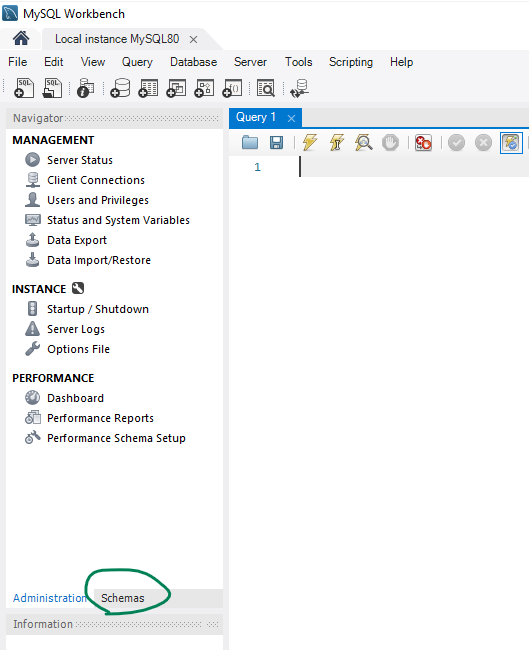 MySQL Workbench
Local instance MySQL80 ×
File Edit View Query Database Server Tools Scripting Help
SQL SQL
Navigator
Query 1 ×
MANAGEMENT
Server Status
Client Connections
Users and Privileges
Status and System Variables
Data Export
Data Import/Restore
INSTANCE
Startup / Shutdown
Server Logs
Options File
PERFORMANCE
Dashboard
Performance Reports
Performance Schema Setup
1
Administration Schemas
Information